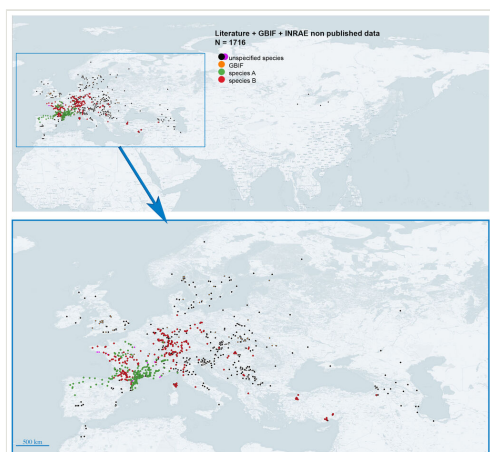 Literature + GBIF + INRAE non published data
N = 1716
unspecified species
GBIF
species A
species B
500 km